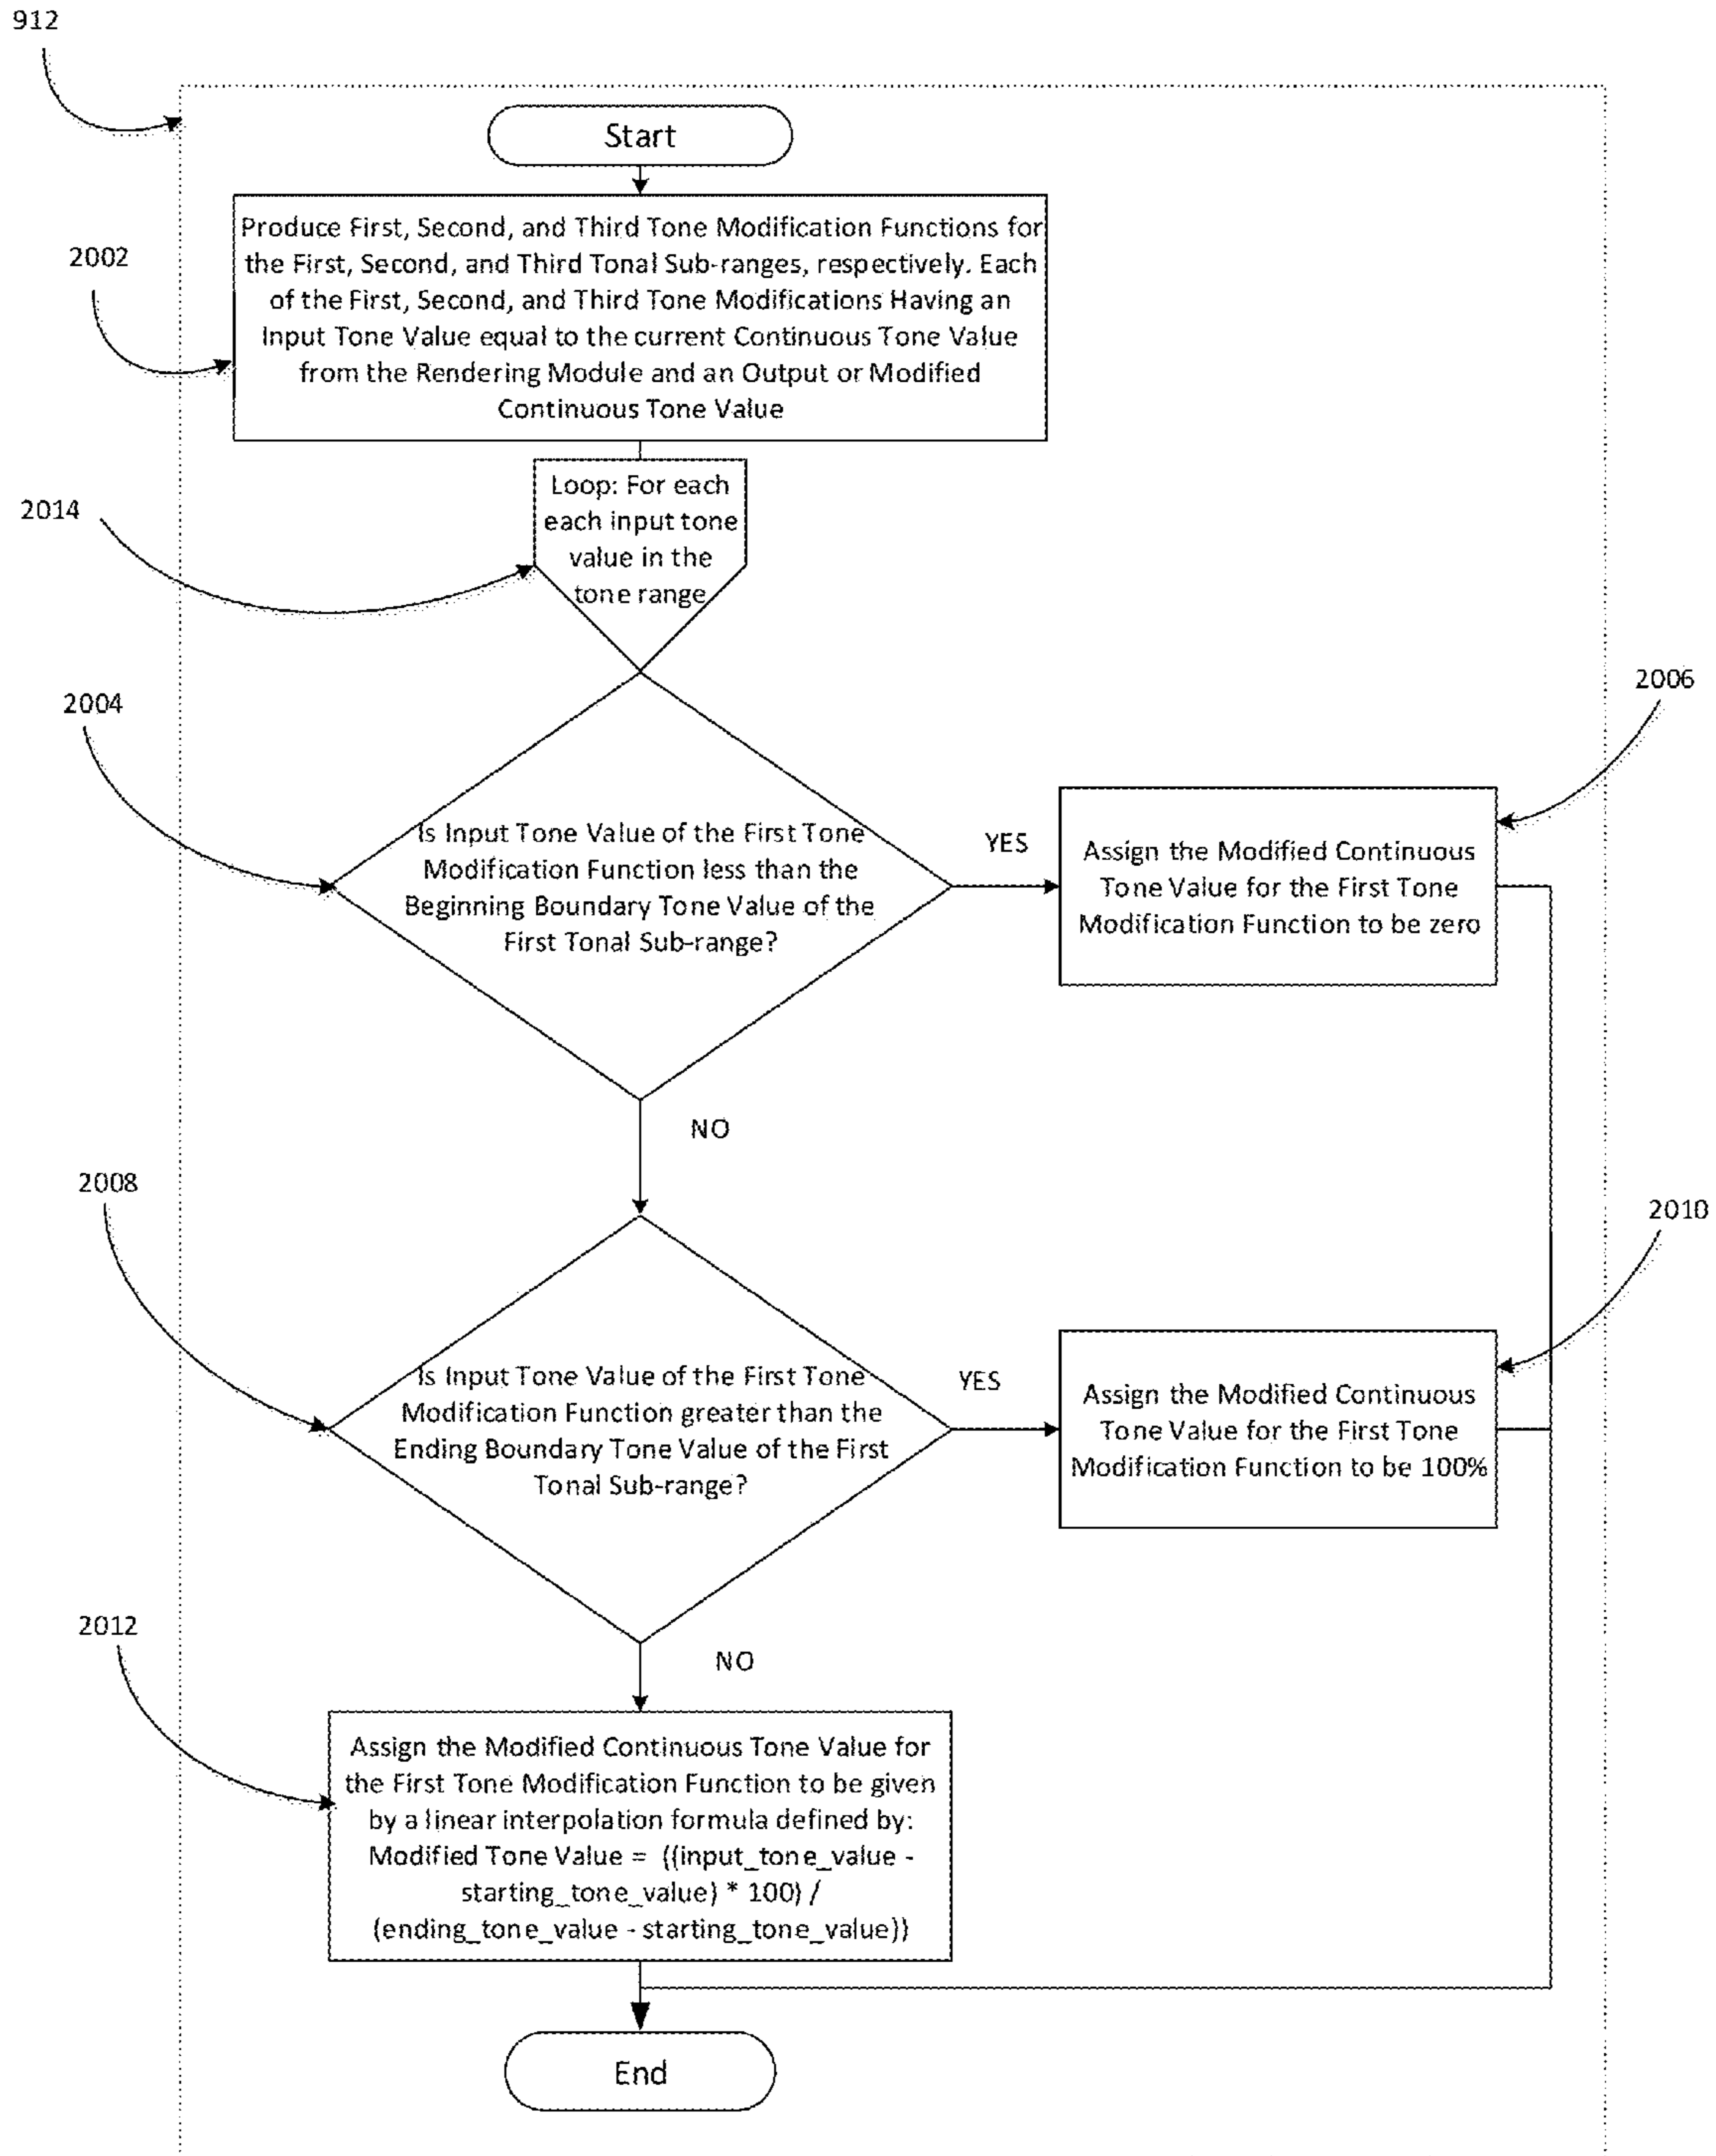 912
Start
2002
Produce First, Second, and Third Tone Modification Functions for
the First, Second, and Third Tonal Sub-ranges, respectively. Each
of the First, Second, and Third Tone Modifications Having an
Input Tone Value equal to the current Continuous Tone Value
from the Rendering Module and an Output or Modified
Continuous Tone Value
2014
Loop: For each
each input tone
value in the
tone range
2004
Is Input Tone Value of the First Tone
Modification Function less than the
Beginning Boundary Tone Value of the
First Tonal Sub-range?
YES
2006
Assign the Modified Continuous
Tone Value for the First Tone
Modification Function to be zero
NO
2008
Is Input Tone Value of the First Tone
Modification Function greater than the
Ending Boundary Tone Value of the First
Tonal Sub-range?
YES
2010
Assign the Modified Continuous
Tone Value for the First Tone
Modification Function to be 100%
NO
2012
Assign the Modified Continuous Tone Value for
the First Tone Modification Function to be given
by a linear interpolation formula defined by:
Modified Tone Value = ((input_tone_value -
starting_tone_value) * 100) /
(ending_tone_value - starting_tone_value))
End